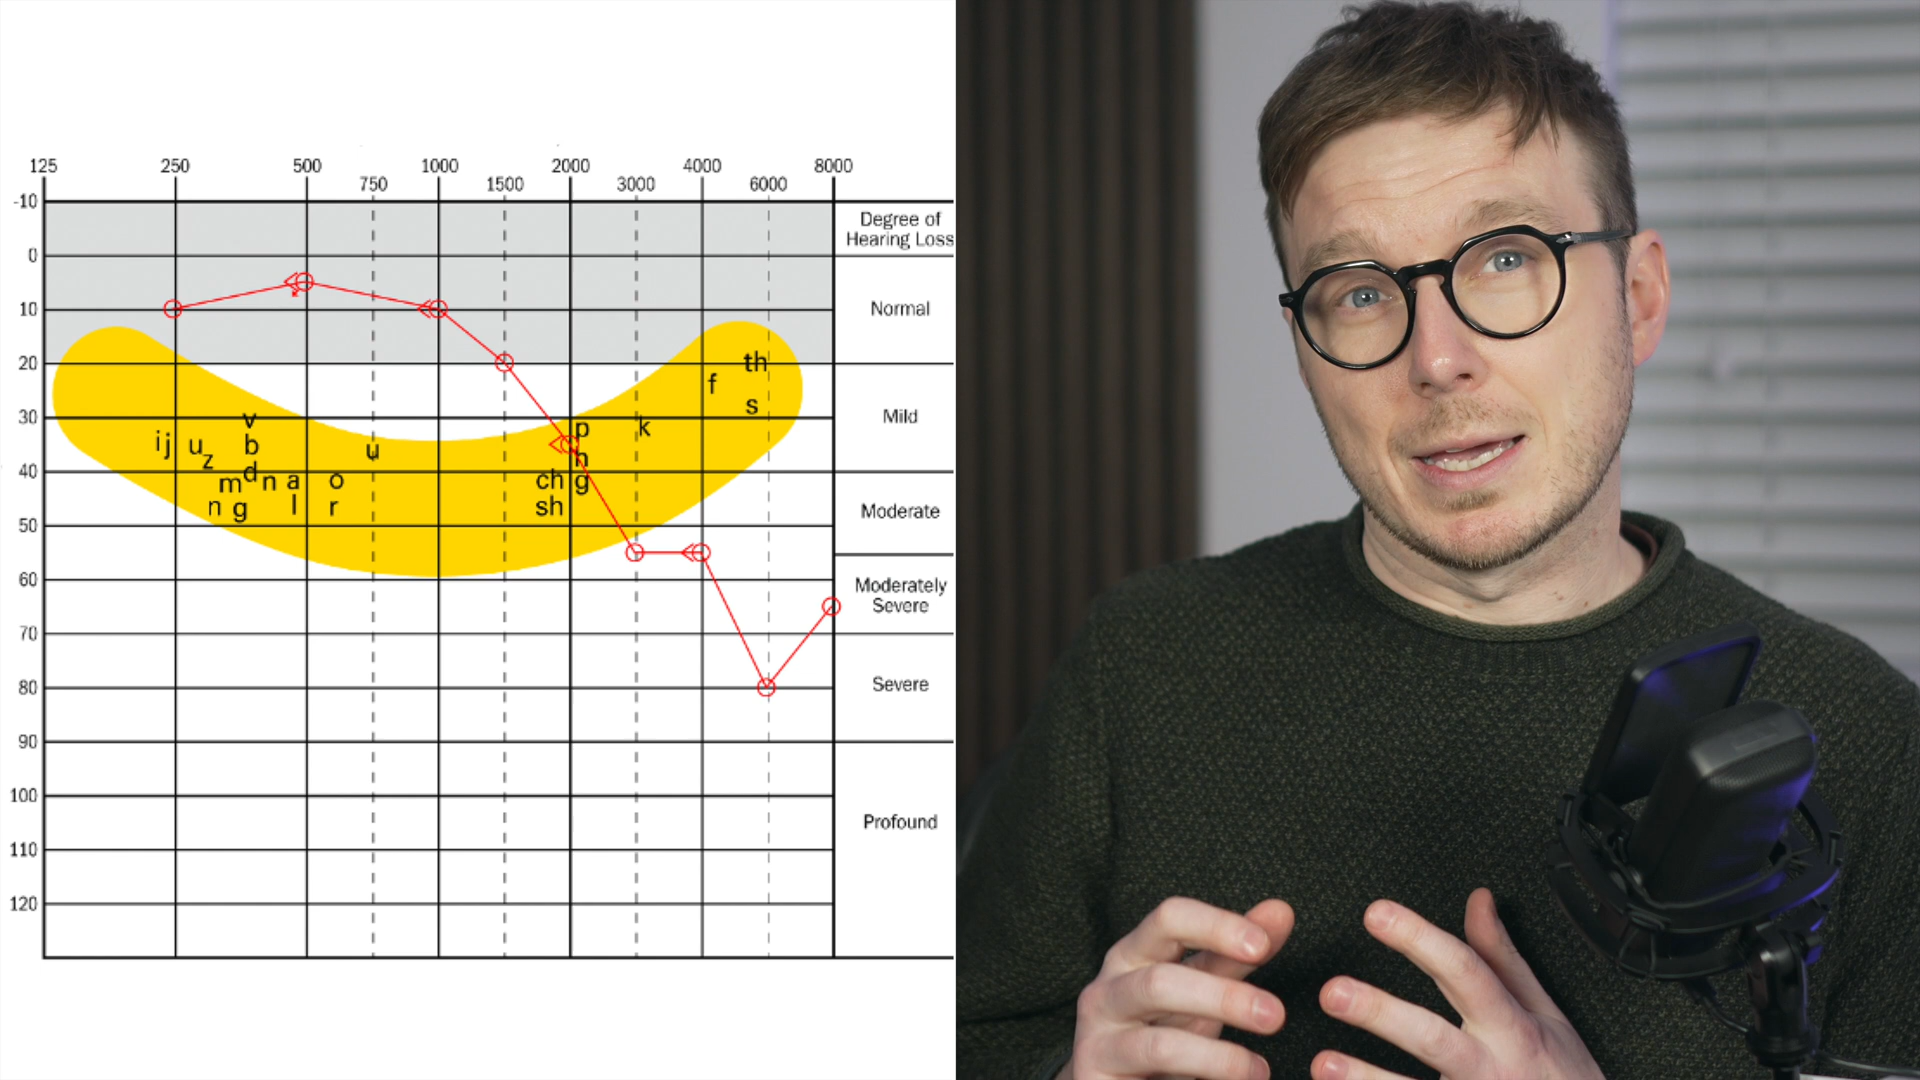 125 250 500 1000 2000 4000 8000
750 1500 3000 6000
-10
Degree of
Hearing Loss
0
10
Normal
20
th
f
s
30
Mild
v
p
k
i j
u
b
u
z
h
40
d
m
n
a
o
ch
g
n
g
l
r
sh
Moderate
50
60
Moderately
Severe
70
80
Severe
90
100
Profound
110
120